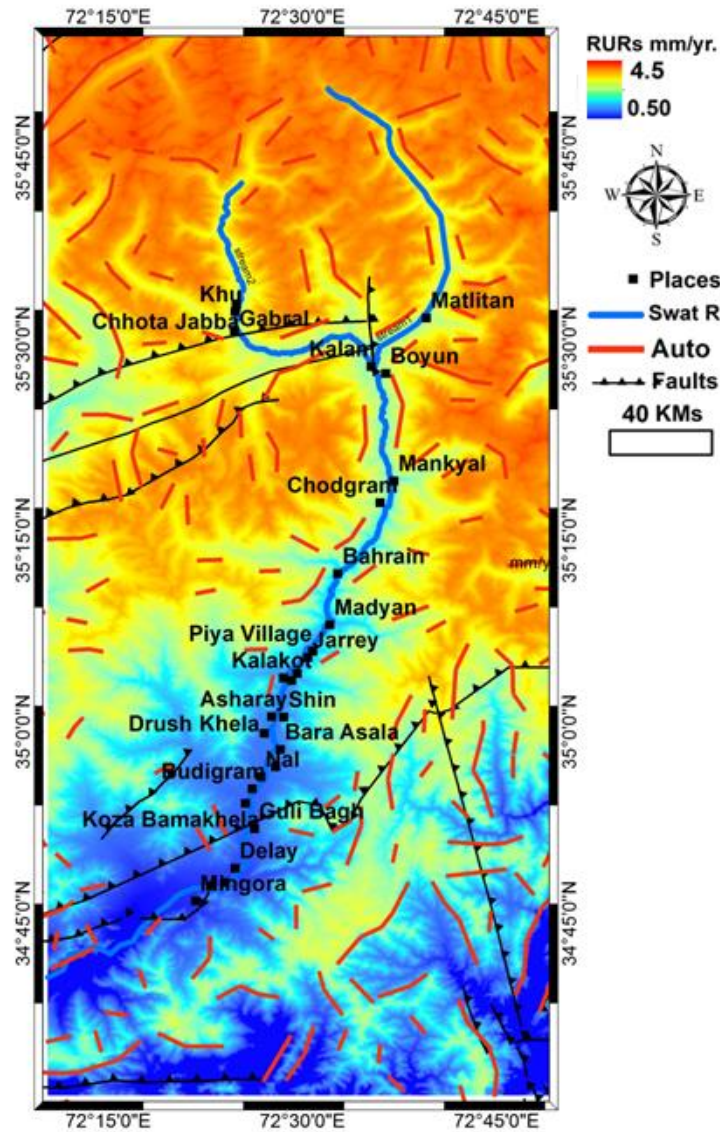 72°15'0"E 72°30'0"E 72°45'0"E
RURs mm/yr.
4.5
0.50
35°45'0"N 35°45'0"N
N
W E
S
stream2
Khu
Matlitan
Places
Chhota Jabba Gabral
Swat R
35°30'0"N 35°30'0"N
stream1
Kalam
Boyun
Auto
Faults
40 KMs
Mankyal
Chodgram
35°15'0"N 35°15'0"N
Bahrain
mm/y
Madyan
Piya Village
Jarrey
Kalakot
Asharay Shin
35°0'0"N 35°0'0"N
Drush Khela
Bara Asala
Nal
Dudigram
Koza Bamakhela
Guli Bagh
Delay
Mingora
34°45'0"N 34°45'0"N
72°15'0"E 72°30'0"E 72°45'0"E